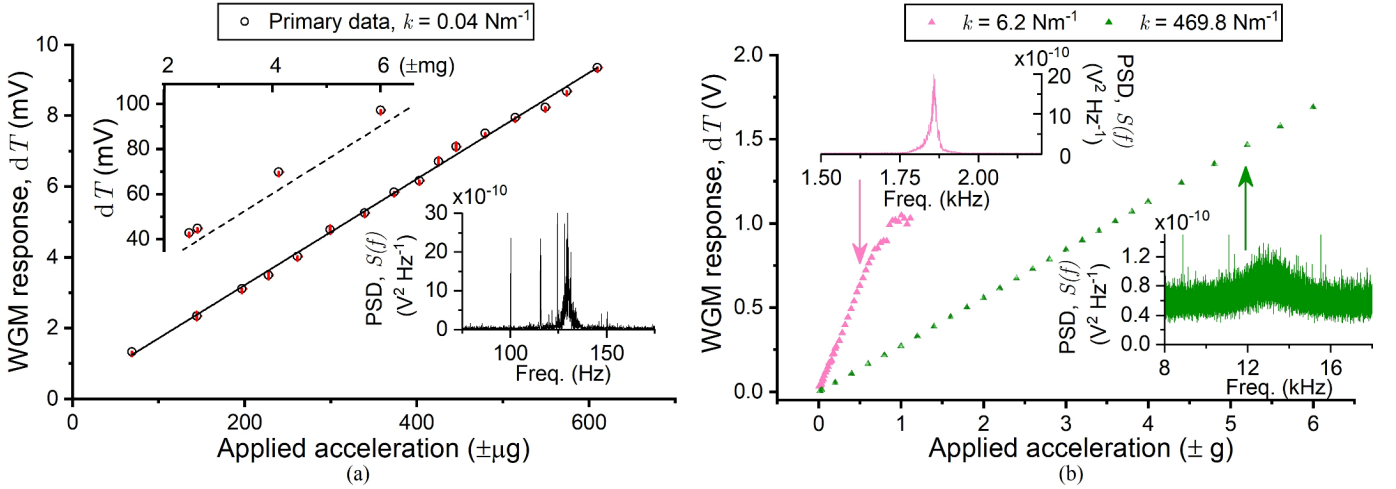 Primary data, k = 0.04 Nm⁻¹
WGM response, dT (mV)
10
8
6
4
2
0
0 200 400 600
Applied acceleration (±μg)
2 4 6 (±mg)
dT (mV)
100
80
60
40
x10⁻¹⁰
PSD, S(f)
(V² Hz⁻¹)
30
20
10
0
100 150
Freq. (Hz)
(a)
k = 6.2 Nm⁻¹ k = 469.8 Nm⁻¹
WGM response, dT (V)
2.0
1.5
1.0
0.5
0.0
0 1 2 3 4 5 6
Applied acceleration (± g)
x10⁻¹⁰
20
10
0
PSD, S(f)
(V² Hz⁻¹)
1.50 1.75 2.00
Freq. (kHz)
x10⁻¹⁰
PSD, S(f)
(V² Hz⁻¹)
1.2
0.8
0.4
0.0
8 12 16
Freq. (kHz)
(b)